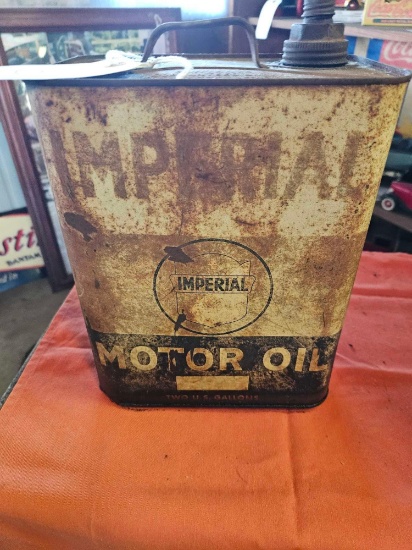 IMPERIAL
IMPERIAL
MOTOR OIL
TWO U.S. GALLONS